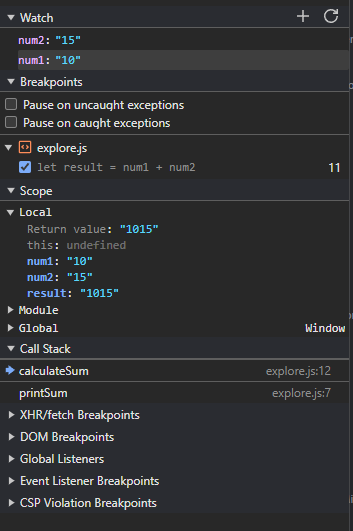 Watch
num2: "15"
num1: "10"
Breakpoints
Pause on uncaught exceptions
Pause on caught exceptions
explore.js
let result = num1 + num2 11
Scope
Local
Return value: "1015"
this: undefined
num1: "10"
num2: "15"
result: "1015"
Module
Global Window
Call Stack
calculateSum explore.js:12
printSum explore.js:7
XHR/fetch Breakpoints
DOM Breakpoints
Global Listeners
Event Listener Breakpoints
CSP Violation Breakpoints